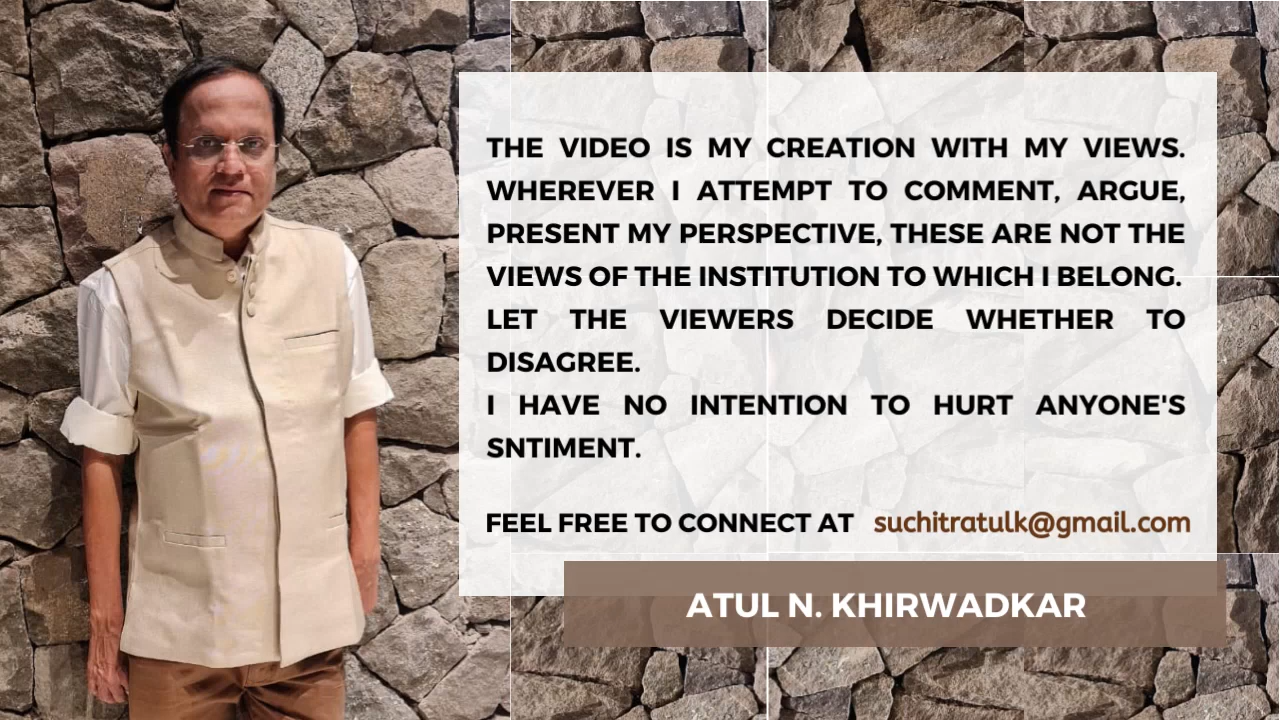 THE VIDEO IS MY CREATION WITH MY VIEWS.
WHEREVER I ATTEMPT TO COMMENT, ARGUE,
PRESENT MY PERSPECTIVE, THESE ARE NOT THE
VIEWS OF THE INSTITUTION TO WHICH I BELONG.
LET THE VIEWERS DECIDE WHETHER TO
DISAGREE.
I HAVE NO INTENTION TO HURT ANYONE'S
SNTIMENT.
FEEL FREE TO CONNECT AT suchitratulk@gmail.com
ATUL N. KHIRWADKAR